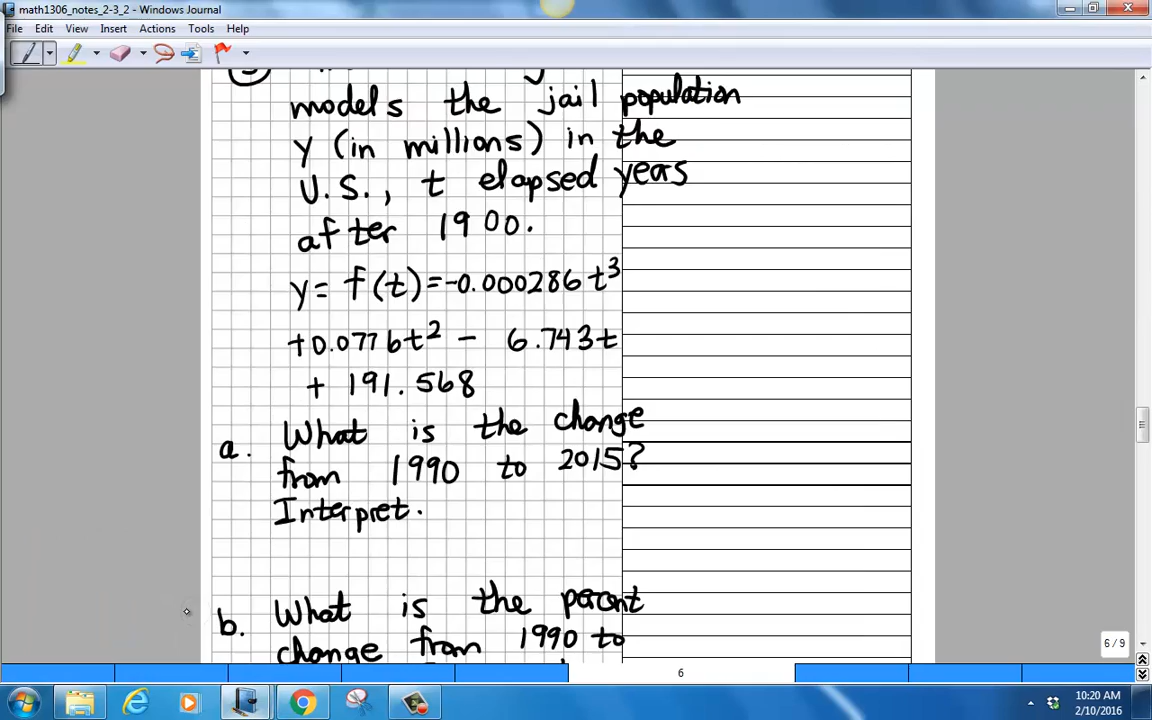 math1306_notes_2-3_2 - Windows Journal
File Edit View Insert Actions Tools Help
models the jail population
y (in millions) in the
U.S., t elapsed years
after 1900.
y = f(t) = -0.000286t³
+0.0776t² - 6.743t
+ 191.568
a. What is the change
from 1990 to 2015?
Interpret.
b. What is the percent
change from 1990 to
6/9
6
10:20 AM
2/10/2016